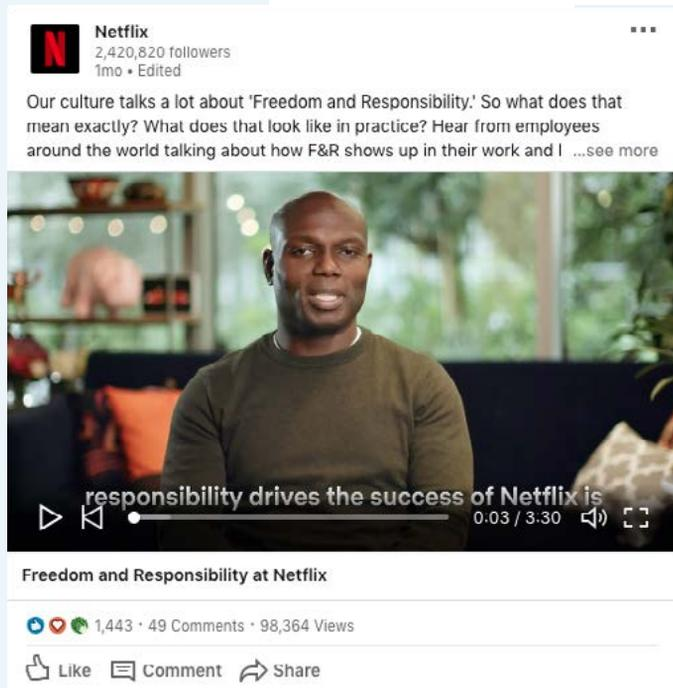 N
Netflix
2,420,820 followers
1mo • Edited
Our culture talks a lot about 'Freedom and Responsibility.' So what does that
mean exactly? What does that look like in practice? Hear from employees
around the world talking about how F&R shows up in their work and l ...see more
responsibility drives the success of Netflix is
0:03 / 3:30
Freedom and Responsibility at Netflix
1,443 · 49 Comments · 98,364 Views
Like Comment Share